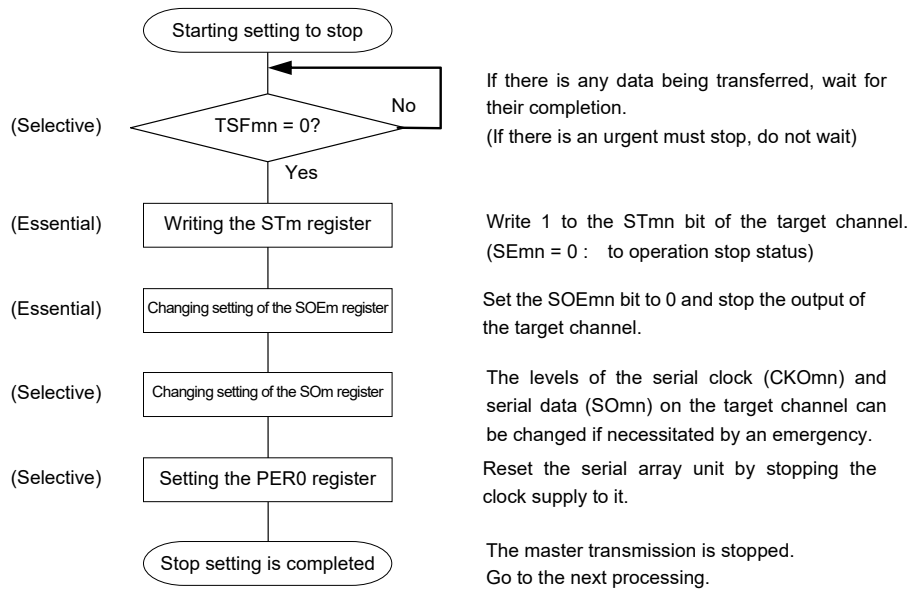 Starting setting to stop
(Selective)
TSFmn = 0?
No
Yes
If there is any data being transferred, wait for
their completion.
(If there is an urgent must stop, do not wait)
(Essential)
Writing the STm register
Write 1 to the STmn bit of the target channel.
(SEmn = 0 : to operation stop status)
(Essential)
Changing setting of the SOEm register
Set the SOEmn bit to 0 and stop the output of
the target channel.
(Selective)
Changing setting of the SOm register
The levels of the serial clock (CKOmn) and
serial data (SOmn) on the target channel can
be changed if necessitated by an emergency.
(Selective)
Setting the PER0 register
Reset the serial array unit by stopping the
clock supply to it.
Stop setting is completed
The master transmission is stopped.
Go to the next processing.